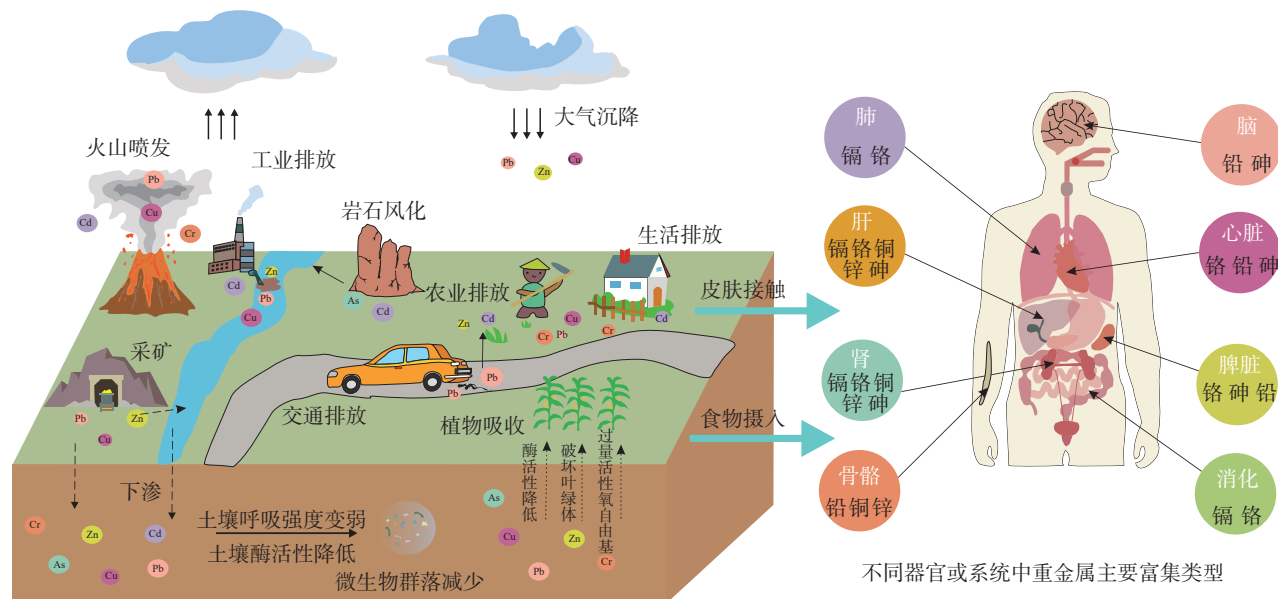 大气沉降
Pb
Zn
Cu
火山喷发
Pb
Cd
Cu
Cr
工业排放
Zn
Cd
Pb
Cu
岩石风化
As
Cd
生活排放
Cd
Cr
农业排放
Zn
Cd
Cu
Cr
Pb
采矿
Pb
Zn
Cu
交通排放
Pb
Pb
植物吸收
酶活性降低
破坏叶绿体
过量活性氧自由基
下渗
土壤呼吸强度变弱
土壤酶活性降低
微生物群落减少
Cr
Zn
Cd
As
Cu
Pb
As
Cu
Zn
Pb
Cr
皮肤接触
食物摄入
肺
镉 铬
肝
镉铬铜
锌 砷
肾
镉铬铜
锌 砷
骨骼
铅铜锌
脑
铅 砷
心脏
铬 铅 砷
脾脏
铬 砷 铅
消化
镉 铬
不同器官或系统中重金属主要富集类型